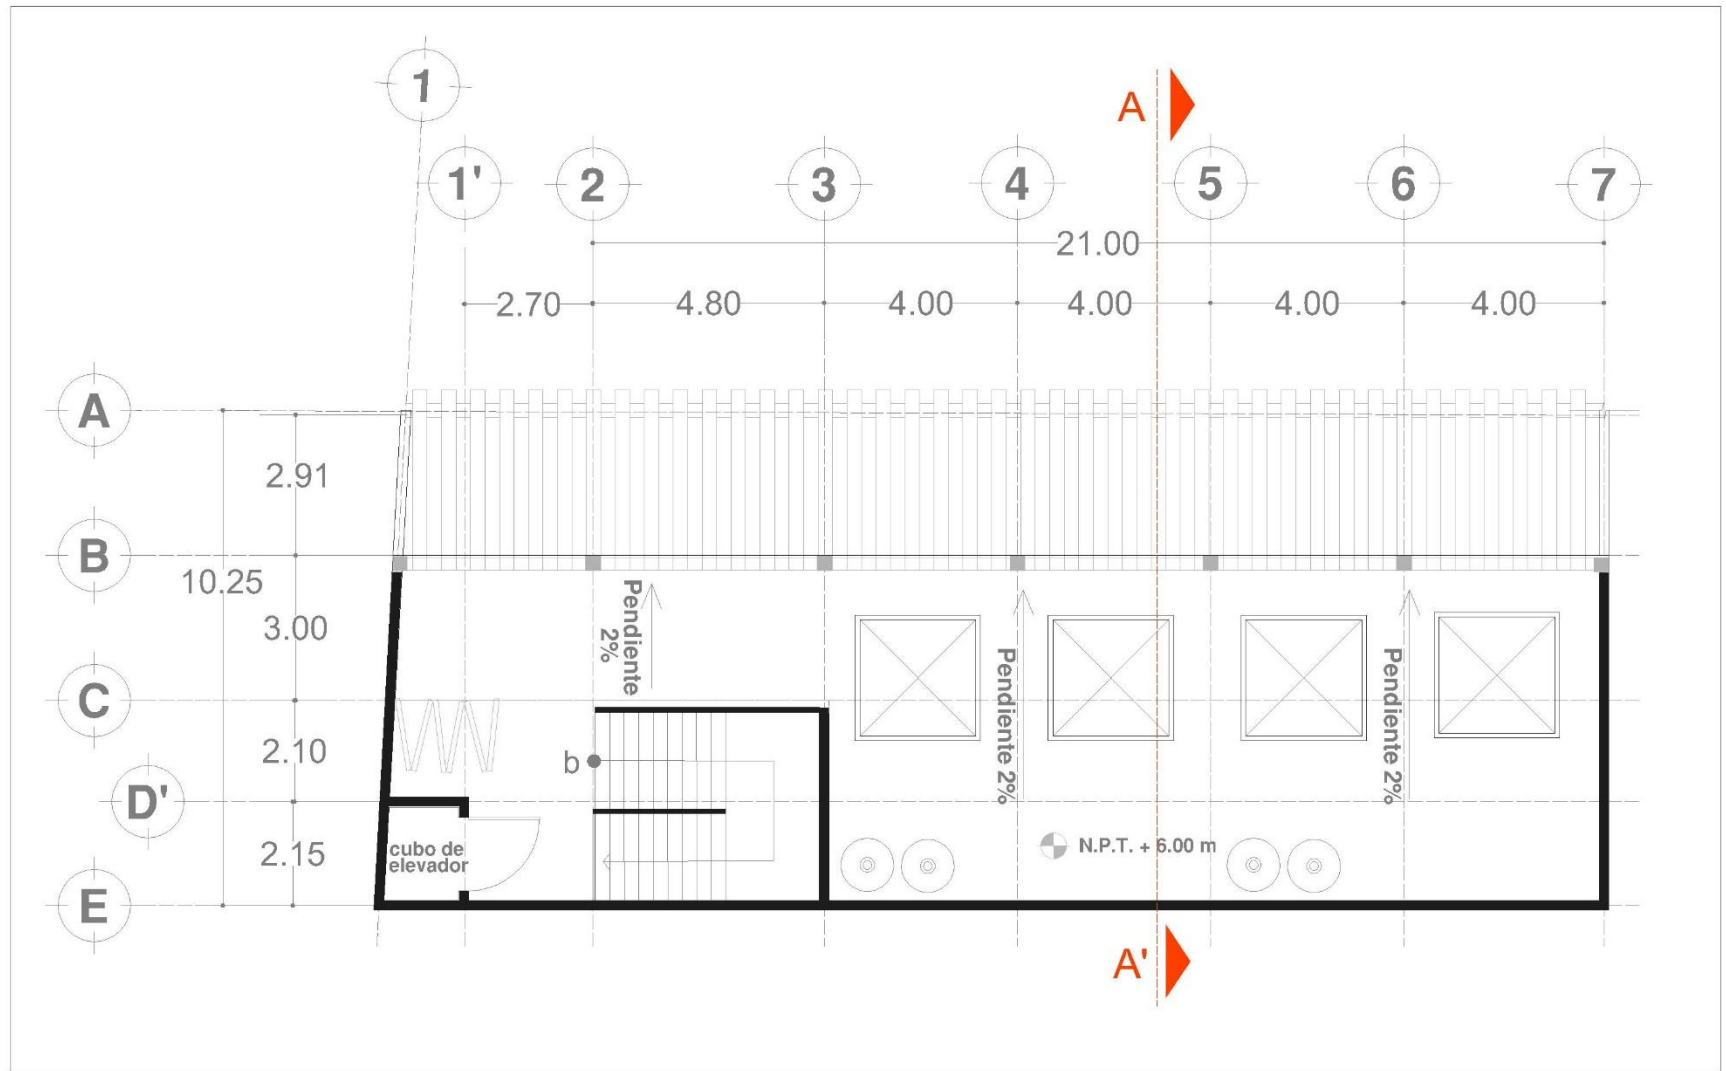 1
A
1' 2 3 4 5 6 7
21.00
2.70 4.80 4.00 4.00 4.00 4.00
A
2.91
B
10.25
3.00
Pendiente
2%
Pendiente 2%
Pendiente 2%
C
2.10
b
D'
2.15
cubo de
elevador
N.P.T. + 6.00 m
E
A'